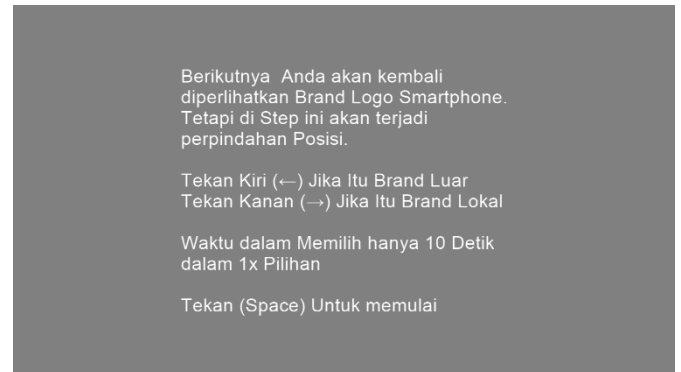 Berikutnya  Anda akan kembali
diperlihatkan Brand Logo Smartphone.
Tetapi di Step ini akan terjadi
perpindahan Posisi.
Tekan Kiri (←) Jika Itu Brand Luar
Tekan Kanan (→) Jika Itu Brand Lokal
Waktu dalam Memilih hanya 10 Detik
dalam 1x Pilihan
Tekan (Space) Untuk memulai